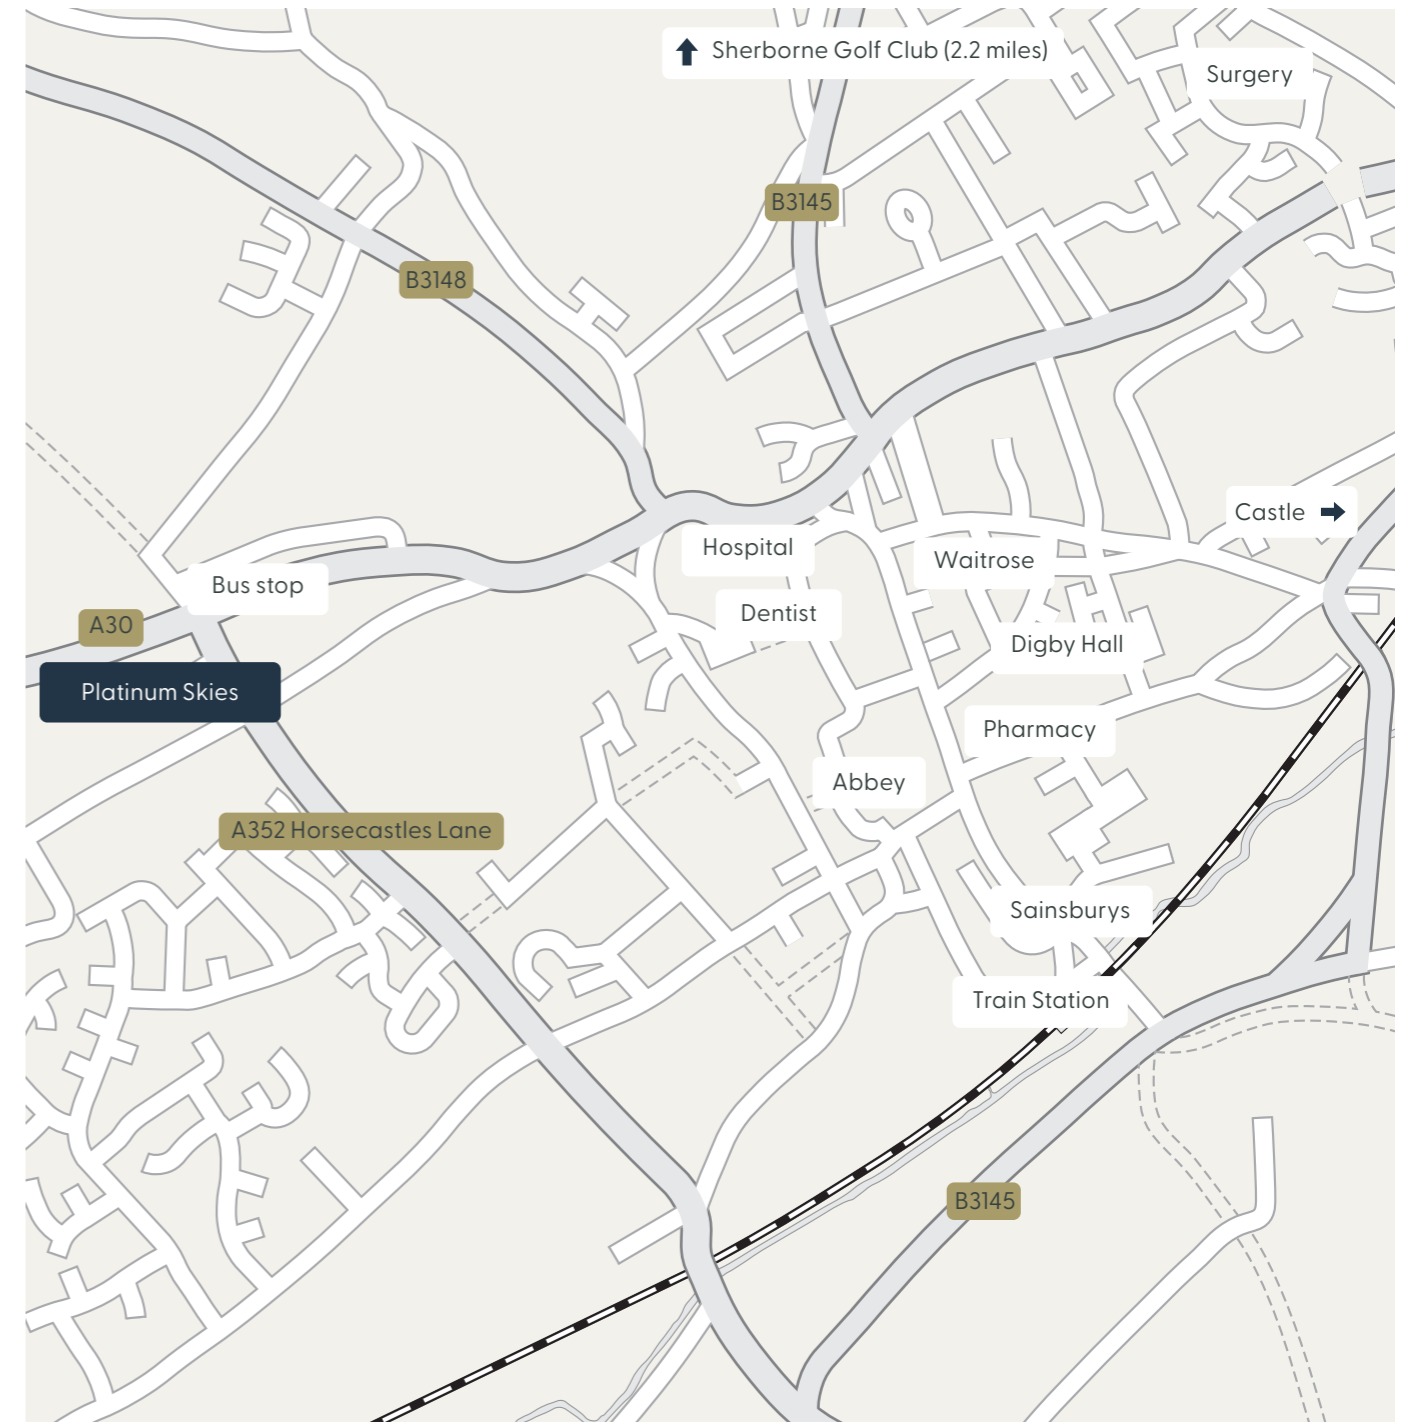 Sherborne Golf Club (2.2 miles)
Surgery
B3145
B3148
Castle
Hospital
Waitrose
Bus stop
Dentist
A30
Digby Hall
Platinum Skies
Pharmacy
Abbey
A352 Horsecastles Lane
Sainsburys
Train Station
B3145